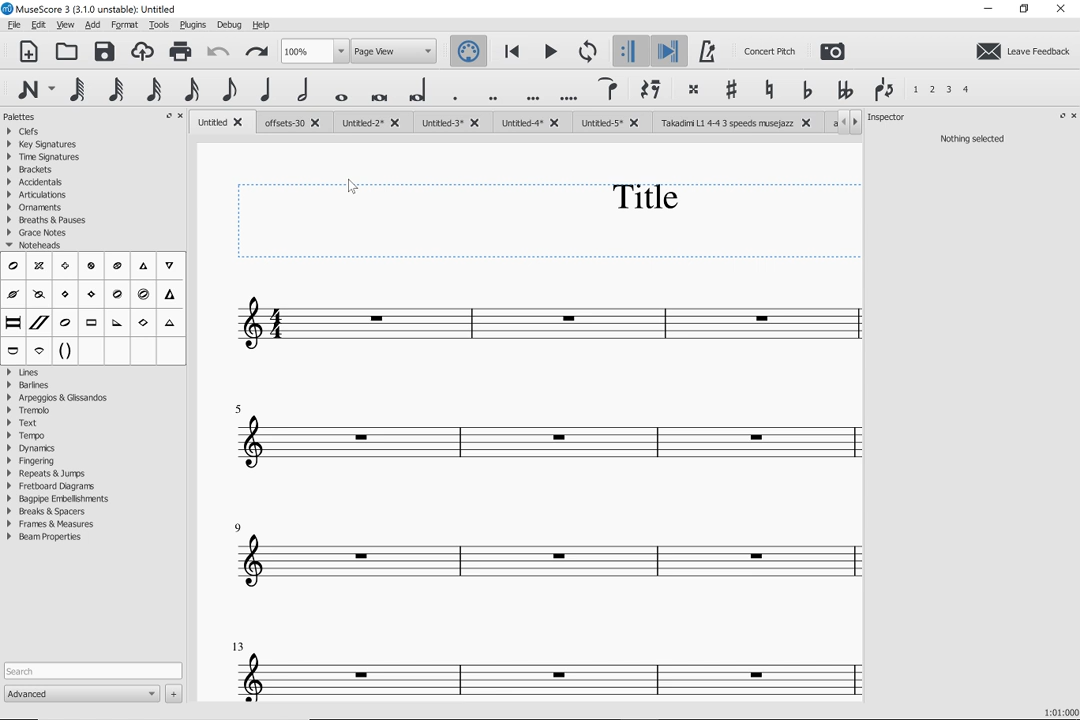 MuseScore 3 (3.1.0 unstable): Untitled
File Edit View Add Format Tools Plugins Debug Help
100% Page View Concert Pitch Leave Feedback
1 2 3 4
Palettes
Untitled offsets-30 Untitled-2* Untitled-3* Untitled-4* Untitled-5* Takadimi L1 4-4 3 speeds musejazz
Inspector
Nothing selected
Clefs
Key Signatures
Time Signatures
Brackets
Accidentals
Articulations
Ornaments
Breaths & Pauses
Grace Notes
Noteheads
Lines
Barlines
Arpeggios & Glissandos
Tremolo
Text
Tempo
Dynamics
Fingering
Repeats & Jumps
Fretboard Diagrams
Bagpipe Embellishments
Breaks & Spacers
Frames & Measures
Beam Properties
Search
Advanced +
Title
4
4
5
9
13
1:01:000